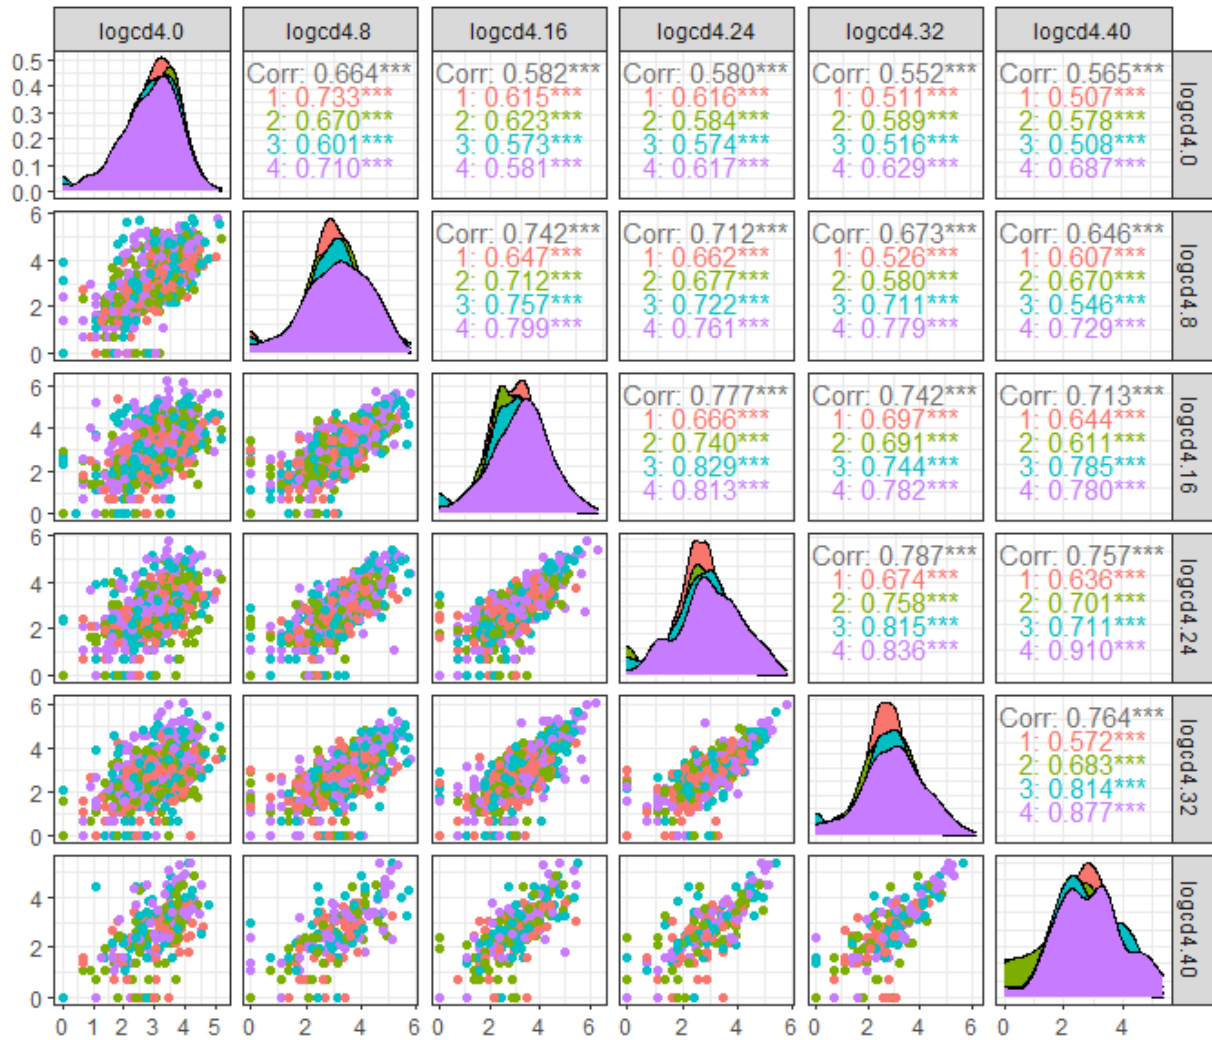 logcd4.0 logcd4.8 logcd4.16 logcd4.24 logcd4.32 logcd4.40
0.5
0.4
0.3
0.2
0.1
0.0
Corr: 0.664*** Corr: 0.582*** Corr: 0.580*** Corr: 0.552*** Corr: 0.565***
1: 0.733*** 1: 0.615*** 1: 0.616*** 1: 0.511*** 1: 0.507***
2: 0.670*** 2: 0.623*** 2: 0.584*** 2: 0.589*** 2: 0.578***
3: 0.601*** 3: 0.573*** 3: 0.574*** 3: 0.516*** 3: 0.508***
4: 0.710*** 4: 0.581*** 4: 0.617*** 4: 0.629*** 4: 0.687***
logcd4.0
6
4
2
0
Corr: 0.742*** Corr: 0.712*** Corr: 0.673*** Corr: 0.646***
1: 0.647*** 1: 0.662*** 1: 0.526*** 1: 0.607***
2: 0.712*** 2: 0.677*** 2: 0.580*** 2: 0.670***
3: 0.757*** 3: 0.722*** 3: 0.711*** 3: 0.546***
4: 0.799*** 4: 0.761*** 4: 0.779*** 4: 0.729***
logcd4.8
6
4
2
0
Corr: 0.777*** Corr: 0.742*** Corr: 0.713***
1: 0.666*** 1: 0.697*** 1: 0.644***
2: 0.740*** 2: 0.691*** 2: 0.611***
3: 0.829*** 3: 0.744*** 3: 0.785***
4: 0.813*** 4: 0.782*** 4: 0.780***
logcd4.16
6
4
2
0
Corr: 0.787*** Corr: 0.757***
1: 0.674*** 1: 0.636***
2: 0.758*** 2: 0.701***
3: 0.815*** 3: 0.711***
4: 0.836*** 4: 0.910***
logcd4.24
6
4
2
0
Corr: 0.764***
1: 0.572***
2: 0.683***
3: 0.814***
4: 0.877***
logcd4.32
4
2
0
logcd4.40
0 1 2 3 4 5 0 2 4 6 0 2 4 6 0 2 4 6 0 2 4 6 0 2 4